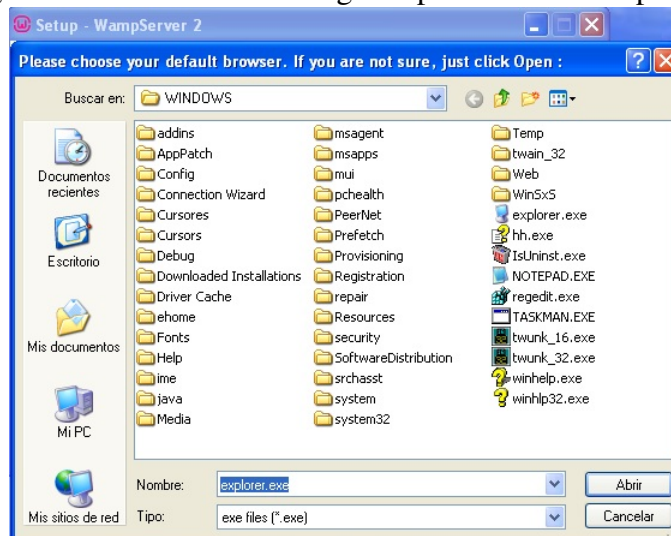 Setup - WampServer 2
Please choose your default browser. If you are not sure, just click Open :
Buscar en:
WINDOWS
Documentos
recientes
Escritorio
Mis documentos
Mi PC
Mis sitios de red
addins
AppPatch
Config
Connection Wizard
Cursores
Cursors
Debug
Downloaded Installations
Driver Cache
ehome
Fonts
Help
ime
java
Media
msagent
msapps
mui
pchealth
PeerNet
Prefetch
Provisioning
Registration
repair
Resources
security
SoftwareDistribution
srchasst
system
system32
Temp
twain_32
Web
WinSxS
explorer.exe
hh.exe
IsUninst.exe
NOTEPAD.EXE
regedit.exe
TASKMAN.EXE
twunk_16.exe
twunk_32.exe
winhelp.exe
winhlp32.exe
Nombre:
explorer.exe
Abrir
Tipo:
exe files (*.exe)
Cancelar